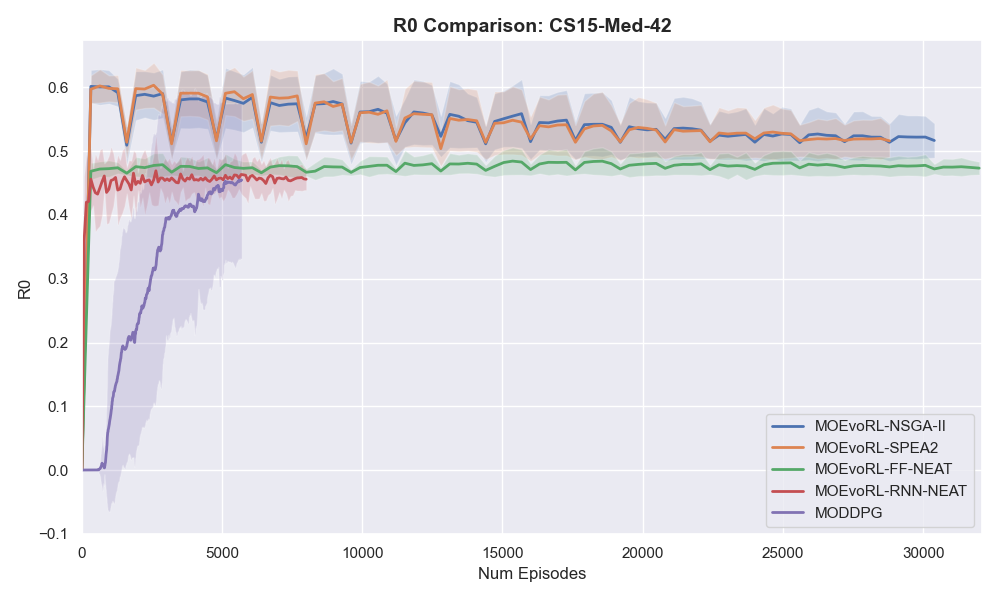 R0 Comparison: CS15-Med-42
R0
0.6
0.5
0.4
0.3
0.2
0.1
0.0
−0.1
0
5000
10000
15000
20000
25000
30000
Num Episodes
MOEvoRL-NSGA-II
MOEvoRL-SPEA2
MOEvoRL-FF-NEAT
MOEvoRL-RNN-NEAT
MODDPG